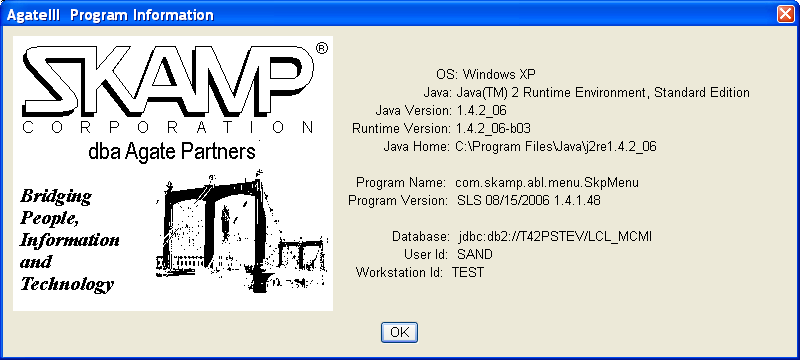 AgateIII  Program Information
SKAMP®
CORPORATION
dba Agate Partners
Bridging
People,
Information
and
Technology
OS: Windows XP
Java: Java(TM) 2 Runtime Environment, Standard Edition
Java Version: 1.4.2_06
Runtime Version: 1.4.2_06-b03
Java Home: C:\Program Files\Java\j2re1.4.2_06
Program Name: com.skamp.abl.menu.SkpMenu
Program Version: SLS 08/15/2006 1.4.1.48
Database: jdbc:db2://T42PSTEV/LCL_MCMI
User Id: SAND
Workstation Id: TEST
OK